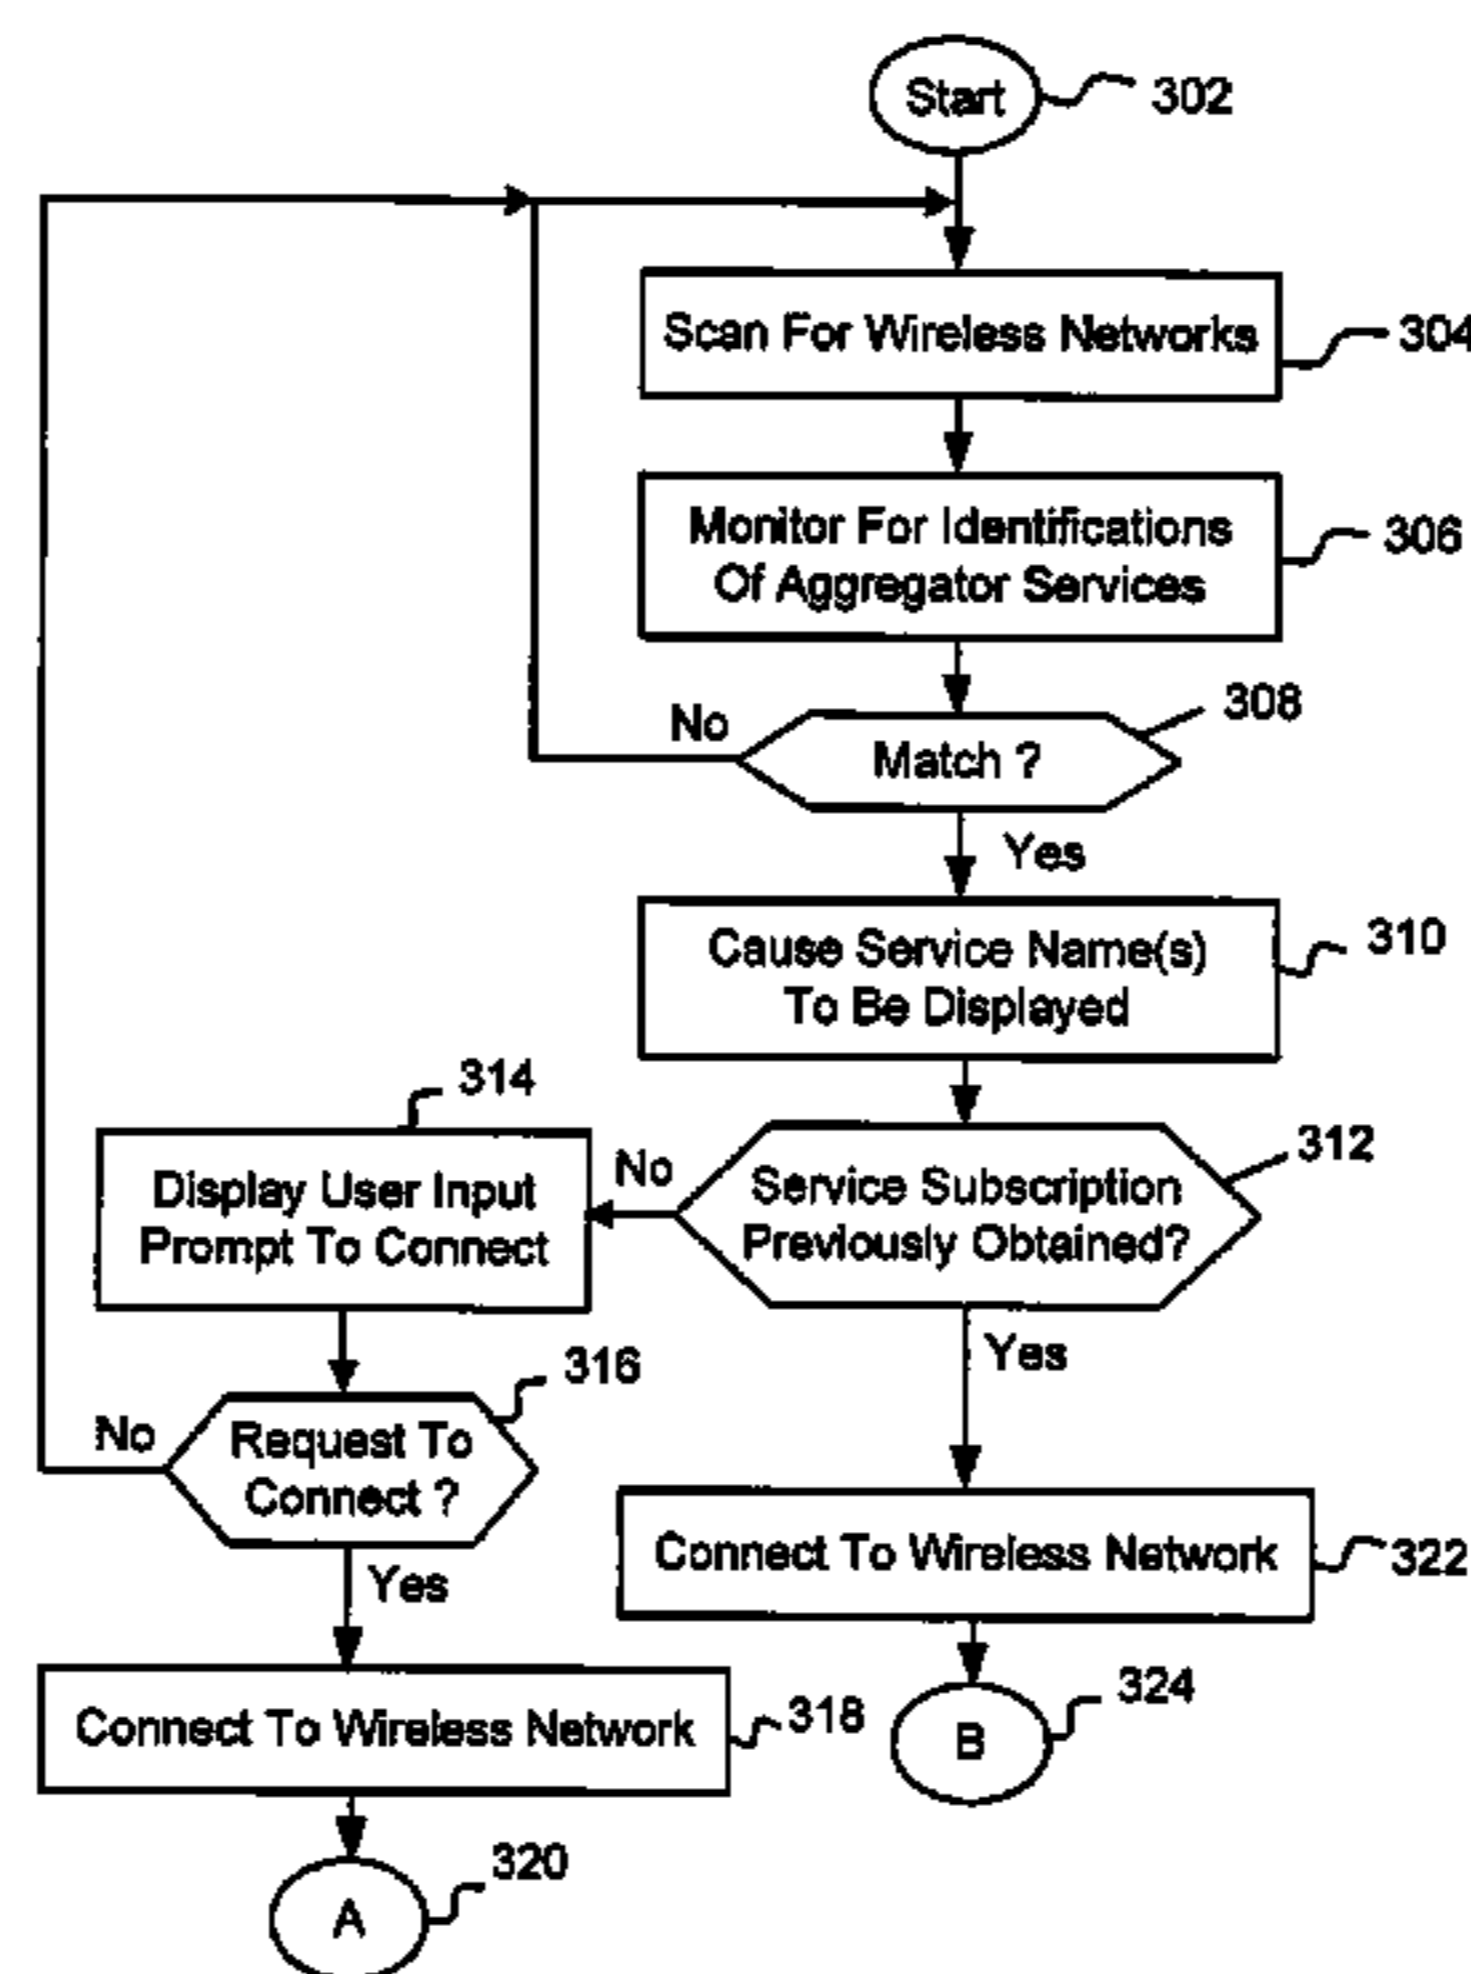 Start
302
Scan For Wireless Networks
304
Monitor For Identifications
Of Aggregator Services
306
308
No
Match ?
Yes
Cause Service Name(s)
To Be Displayed
310
314
312
Display User Input
Prompt To Connect
No
Service Subscription
Previously Obtained?
Yes
316
No
Request To
Connect ?
Yes
Connect To Wireless Network
322
Connect To Wireless Network
318
324
B
320
A